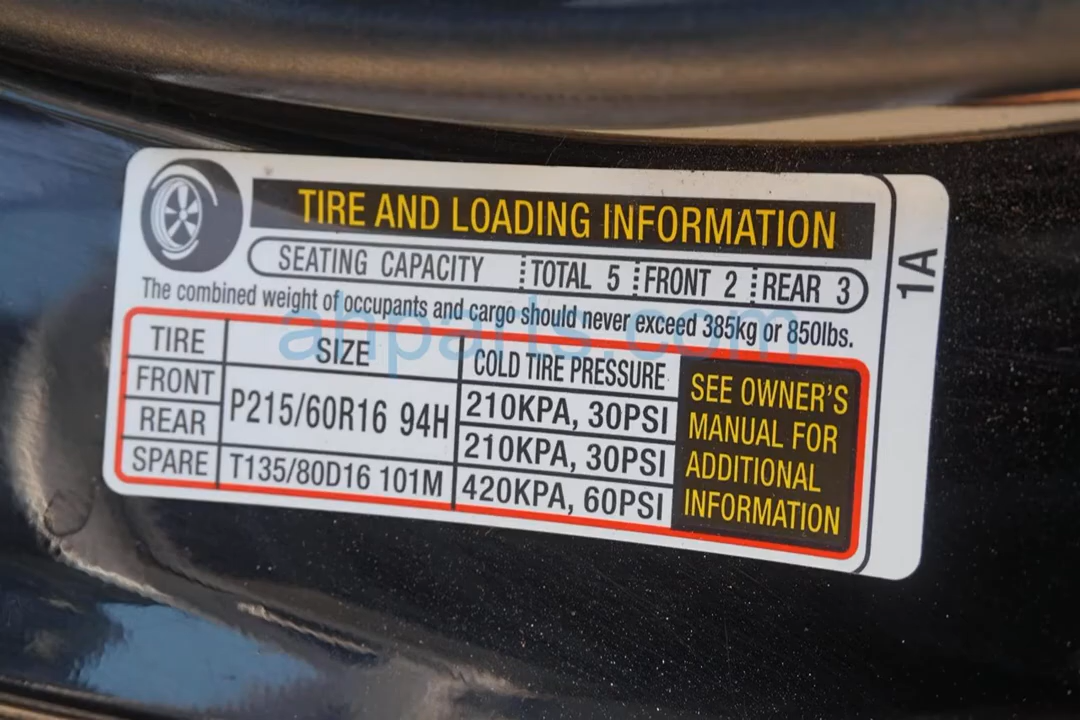 TIRE AND LOADING INFORMATION
SEATING CAPACITY TOTAL 5 FRONT 2 REAR 3
The combined weight of occupants and cargo should never exceed 385kg or 850lbs.
TIRE SIZE COLD TIRE PRESSURE
FRONT P215/60R16 94H 210KPA, 30PSI
REAR 210KPA, 30PSI
SPARE T135/80D16 101M 420KPA, 60PSI
SEE OWNER'S
MANUAL FOR
ADDITIONAL
INFORMATION
1A
ahparts.com